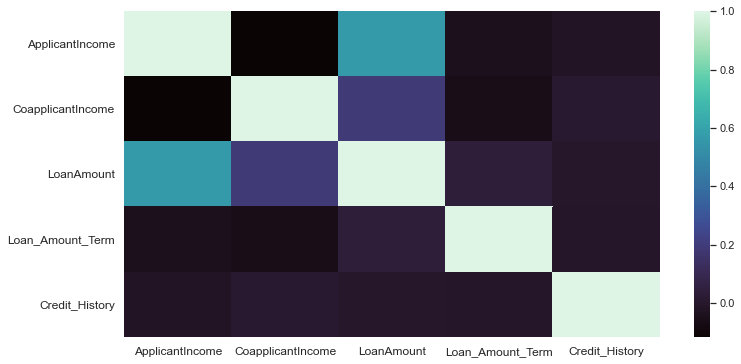 ApplicantIncome
CoapplicantIncome
LoanAmount
Loan_Amount_Term
Credit_History
ApplicantIncome CoapplicantIncome LoanAmount Loan_Amount_Term Credit_History
1.0
0.8
0.6
0.4
0.2
0.0